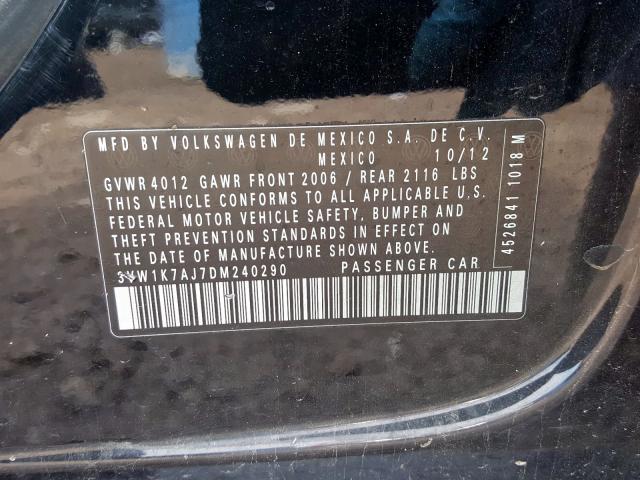 MFD BY VOLKSWAGEN DE MEXICO S.A. DE C.V.
MEXICO 10/12
GVWR 4012 GAWR FRONT 2006 / REAR 2116 LBS
THIS VEHICLE CONFORMS TO ALL APPLICABLE U.S.
FEDERAL MOTOR VEHICLE SAFETY, BUMPER AND
THEFT PREVENTION STANDARDS IN EFFECT ON
THE DATE OF MANUFACTURE SHOWN ABOVE.
3VW1K7AJ7DM240290 PASSENGER CAR
4526841 1018 M